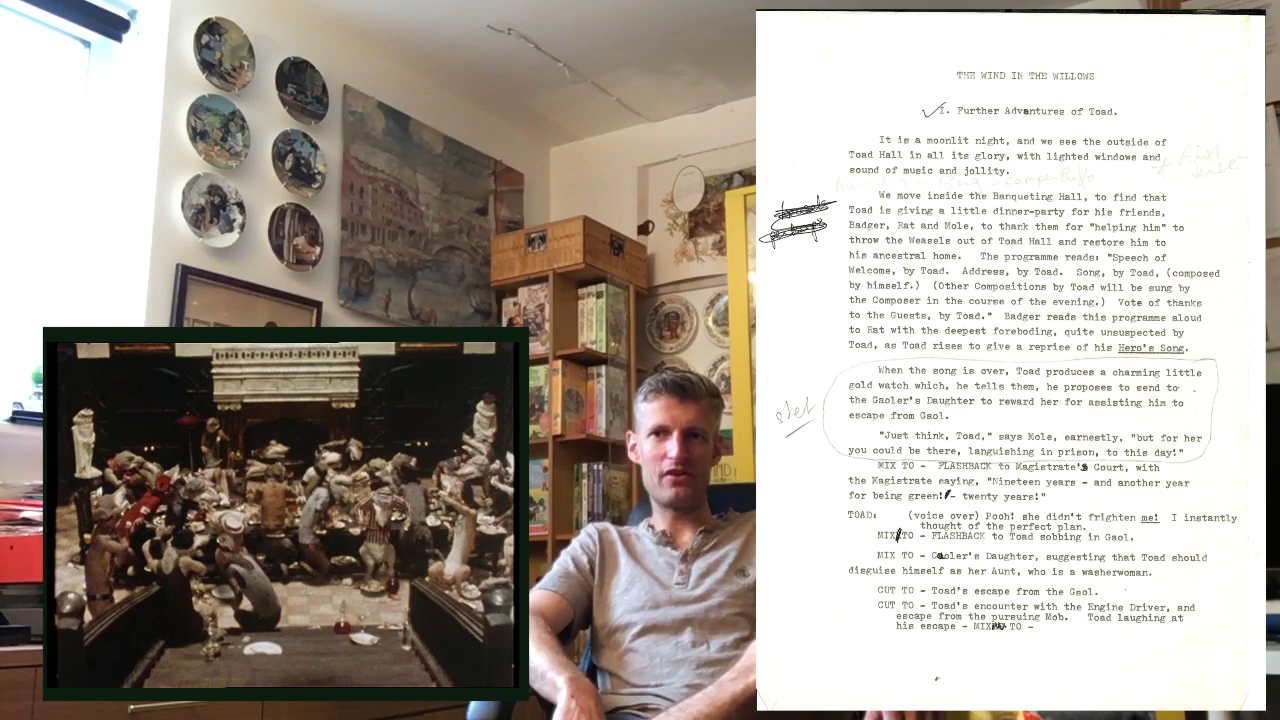 THE WIND IN THE WILLOWS
1. Further Adventures of Toad.
It is a moonlit night, and we see the outside of
Toad Hall in all its glory, with lighted windows and
sound of music and jollity.
First
verse
We move inside the Banqueting Hall, to find that
Toad is giving a little dinner-party for his friends,
Badger, Rat and Mole, to thank them for "helping him" to
throw the Weasels out of Toad Hall and restore him to
his ancestral home. The programme reads: "Speech of
Welcome, by Toad. Address, by Toad. Song, by Toad, (composed
by himself.) (Other Compositions by Toad will be sung by
the Composer in the course of the evening.) Vote of thanks
to the Guests, by Toad." Badger reads this programme aloud
to Rat with the deepest foreboding, quite unsuspected by
Toad, as Toad rises to give a reprise of his Hero's Song.
When the song is over, Toad produces a charming little
gold watch which, he tells them, he proposes to send to
the Gaoler's Daughter to reward her for assisting him to
escape from Gaol.
stet
"Just think, Toad," says Mole, earnestly, "but for her
you could be there, languishing in prison, to this day!"
MIX TO - FLASHBACK to Magistrate's Court, with
the Magistrate saying, "Nineteen years - and another year
for being green! - twenty years!"
TOAD: (voice over) Pooh! she didn't frighten me! I instantly
thought of the perfect plan.
MIX TO - FLASHBACK to Toad sobbing in Gaol.
MIX TO - Gaoler's Daughter, suggesting that Toad should
disguise himself as her Aunt, who is a washerwoman.
CUT TO - Toad's escape from the Gaol.
CUT TO - Toad's encounter with the Engine Driver, and
escape from the pursuing Mob. Toad laughing at
his escape - MIX TO -